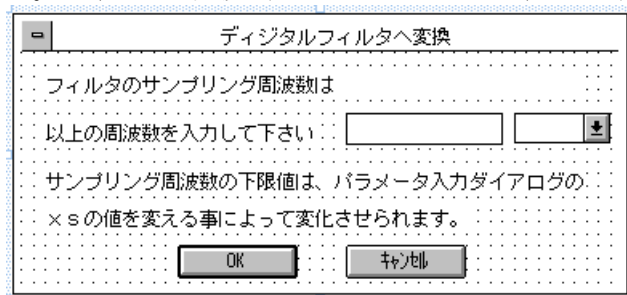 ディジタルフィルタへ変換
フィルタのサンプリング周波数は
以上の周波数を入力して下さい
サンプリング周波数の下限値は、パラメータ入力ダイアログの
×ｓの値を変える事によって変化させられます。
OK ｷｬﾝｾﾙ